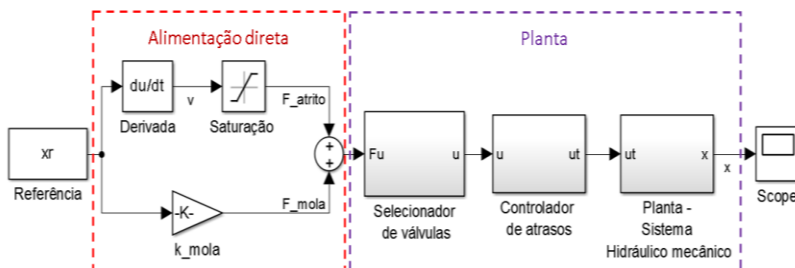 Alimentação direta
Planta
du/dt
v
F_atrito
Derivada
Saturação
xr
Referência
+
+
Fu
u
u
ut
ut
x
x
Scope
Selecionador
de válvulas
Controlador
de atrasos
Planta -
Sistema
Hidráulico mecânico
-K-
F_mola
k_mola